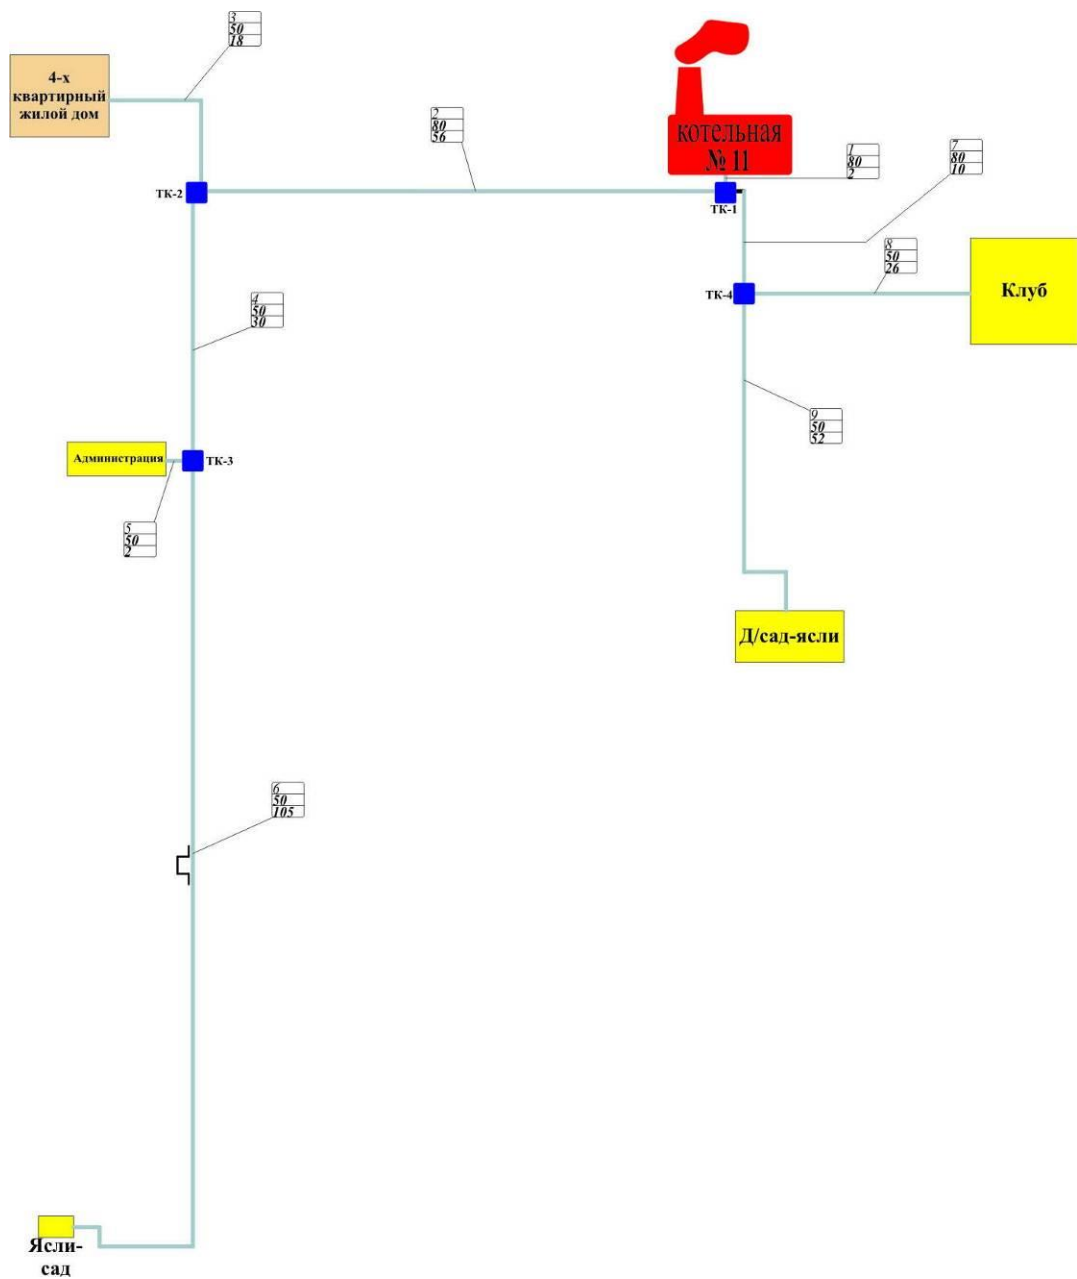 3
50
18
4-х
квартирный
жилой дом
2
80
56
котельная
№ 11
1
80
2
7
80
10
ТК-2
ТК-1
8
50
26
Клуб
ТК-4
4
50
30
9
50
52
Администрация
ТК-3
5
50
2
Д/сад-ясли
6
50
105
Ясли-
сад